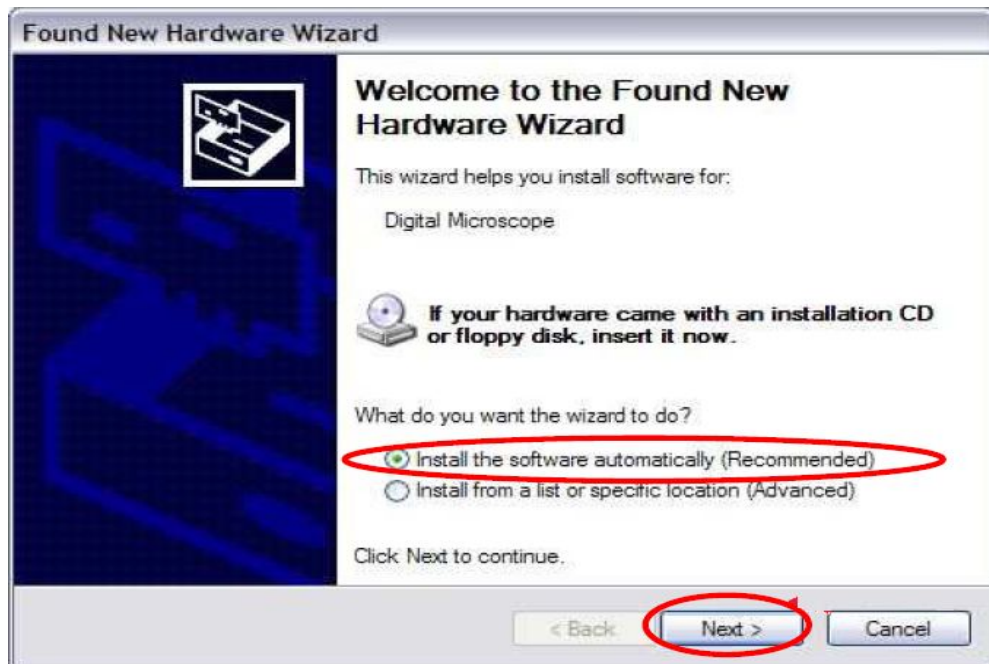 Found New Hardware Wizard
Welcome to the Found New
Hardware Wizard
This wizard helps you install software for:
Digital Microscope
If your hardware came with an installation CD
or floppy disk, insert it now.
What do you want the wizard to do?
Install the software automatically (Recommended)
Install from a list or specific location (Advanced)
Click Next to continue.
< Back
Next >
Cancel